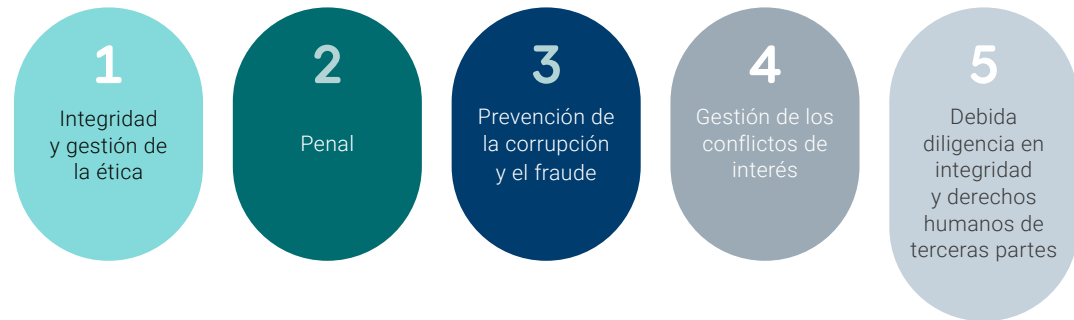 1
Integridad
y gestión de
la ética
2
Penal
3
Prevención de
la corrupción
y el fraude
4
Gestión de los
conflictos de
interés
5
Debida
diligencia en
integridad
y derechos
humanos de
terceras partes